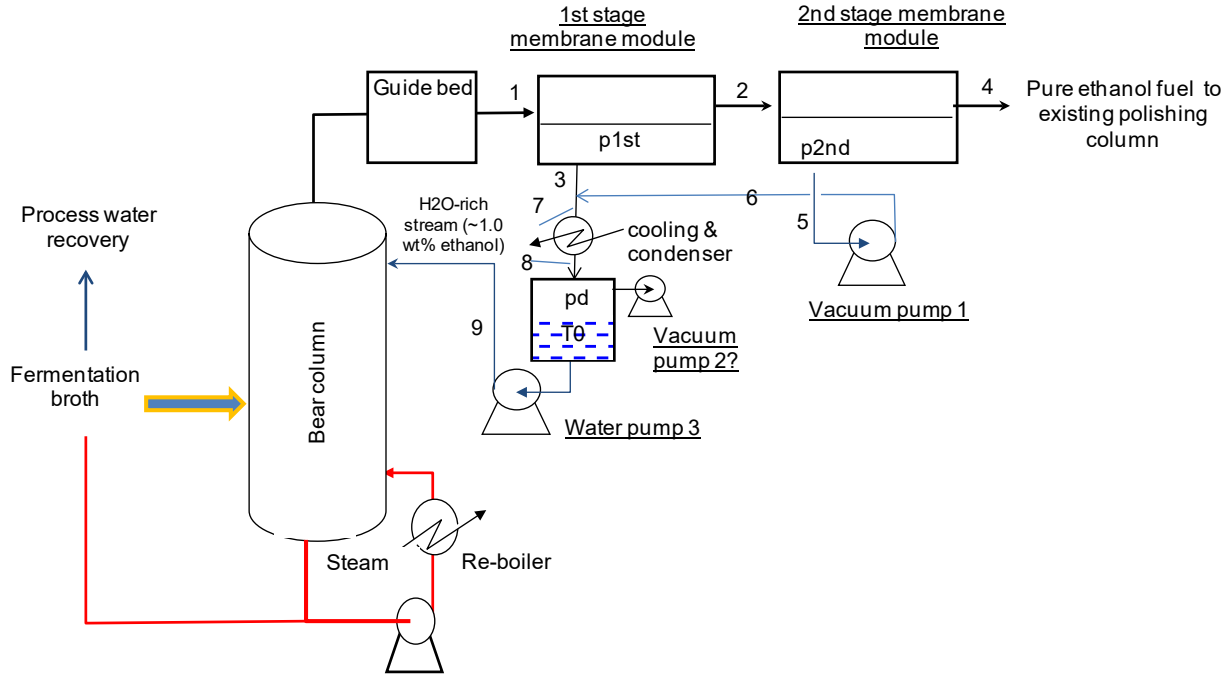 1st stage
membrane module
2nd stage membrane
module
Guide bed
1
2
4
Pure ethanol fuel to
existing polishing
column
p1st
p2nd
3
6
5
7
H2O-rich
stream (~1.0
wt% ethanol)
cooling &
condenser
8
Process water
recovery
pd
T0
Vacuum pump 1
Vacuum
pump 2?
9
Fermentation
broth
Bear column
Water pump 3
Steam
Re-boiler